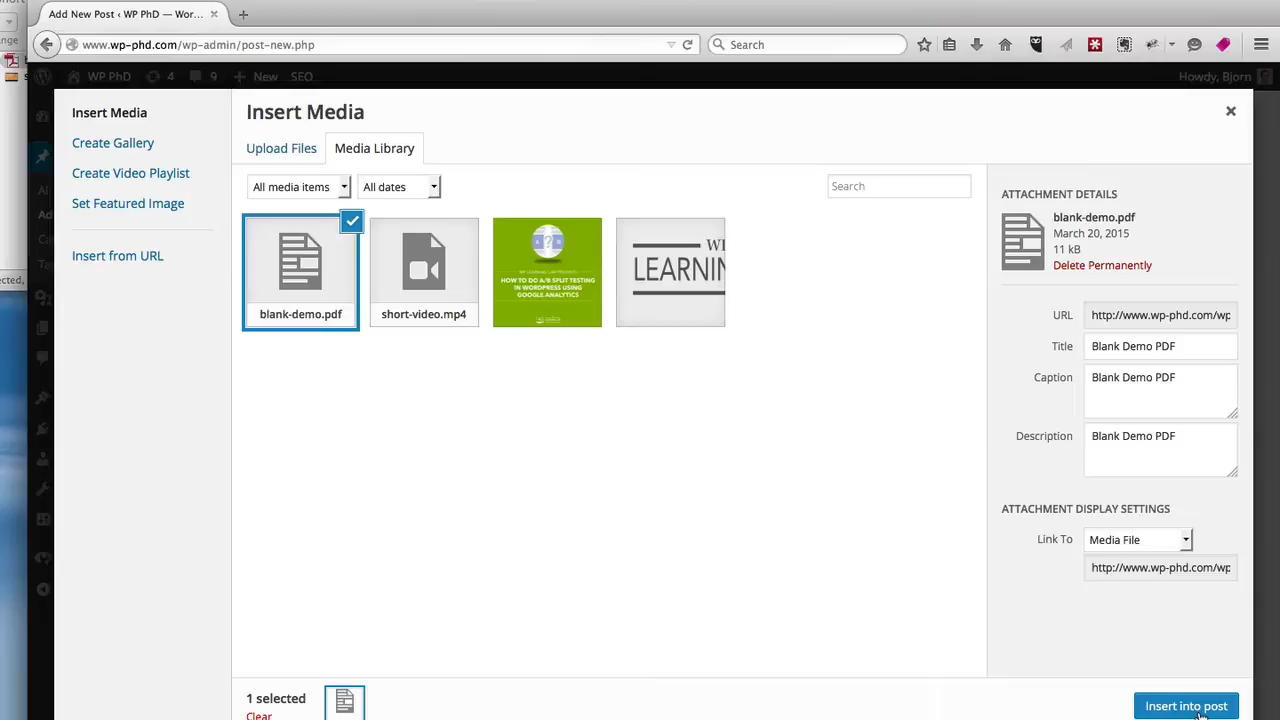 Add New Post ‹ WP PhD — Wor...
www.wp-phd.com/wp-admin/post-new.php
Search
WP PhD
4
9
New
SEO
Howdy, Bjorn
Insert Media
Create Gallery
Create Video Playlist
Set Featured Image
Insert from URL
Insert Media
Upload Files
Media Library
All media items
All dates
Search
blank-demo.pdf
short-video.mp4
A ? B
HOW TO DO A/B SPLIT TESTING
IN WORDPRESS USING
GOOGLE ANALYTICS
LEARNIN
ATTACHMENT DETAILS
blank-demo.pdf
March 20, 2015
11 kB
Delete Permanently
URL
http://www.wp-phd.com/wp
Title
Blank Demo PDF
Caption
Blank Demo PDF
Description
Blank Demo PDF
ATTACHMENT DISPLAY SETTINGS
Link To
Media File
http://www.wp-phd.com/wp
1 selected
Clear
Insert into post